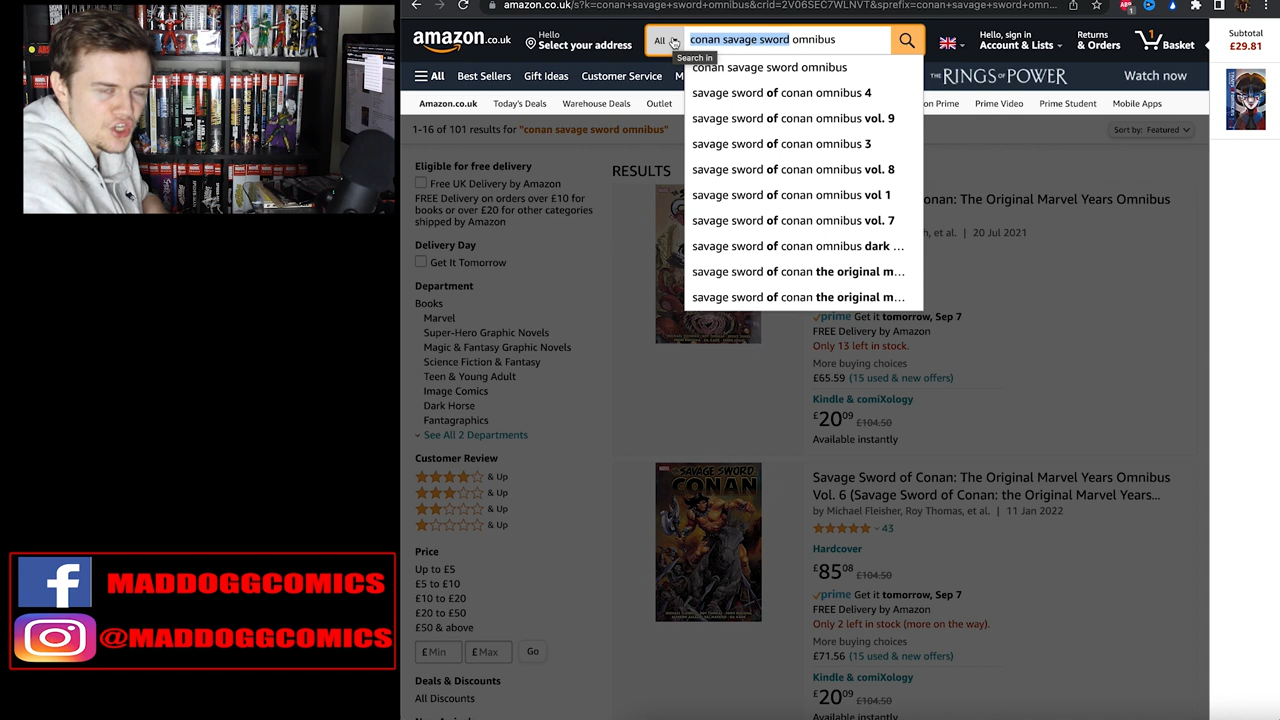 .co.uk/s?k=conan+savage+sword+omnibus&crid=2V06SEC7WLNVT&sprefix=conan+savage+sword+omn...
amazon.co.uk
Hello
Select your address
All
conan savage sword omnibus
Search in
Hello, sign in
Account & Lists
Returns
& Orders
1
Basket
Subtotal
£29.81
All
Best Sellers
Gift Ideas
Customer Service
THE RINGS OF POWER
Watch now
Amazon.co.uk
Today's Deals
Warehouse Deals
Outlet
on Prime
Prime Video
Prime Student
Mobile Apps
conan savage sword omnibus
savage sword of conan omnibus 4
savage sword of conan omnibus vol. 9
savage sword of conan omnibus 3
savage sword of conan omnibus vol. 8
savage sword of conan omnibus vol 1
savage sword of conan omnibus vol. 7
savage sword of conan omnibus dark ...
savage sword of conan the original m...
savage sword of conan the original m...
1-16 of 101 results for "conan savage sword omnibus"
Sort by: Featured
Eligible for free delivery
Free UK Delivery by Amazon
FREE Delivery on orders over £10 for
books or over £20 for other categories
shipped by Amazon
Delivery Day
Get It Tomorrow
Department
Books
Marvel
Super-Hero Graphic Novels
Magic & Fantasy Graphic Novels
Science Fiction & Fantasy
Teen & Young Adult
Image Comics
Dark Horse
Fantagraphics
See All 2 Departments
Customer Review
& Up
& Up
& Up
& Up
Price
Up to £5
£5 to £10
£10 to £20
£20 to £50
£50 & above
£ Min
£ Max
Go
Deals & Discounts
All Discounts
RESULTS
onan: The Original Marvel Years Omnibus
h, et al. | 20 Jul 2021
prime Get it tomorrow, Sep 7
FREE Delivery by Amazon
Only 13 left in stock.
More buying choices
£65.59 (15 used & new offers)
Kindle & comiXology
£2009 £104.50
Available instantly
SAVAGE SWORD
CONAN
Savage Sword of Conan: The Original Marvel Years Omnibus
Vol. 6 (Savage Sword of Conan: the Original Marvel Years...
by Michael Fleisher, Roy Thomas, et al. | 11 Jan 2022
43
Hardcover
£8508 £104.50
prime Get it tomorrow, Sep 7
FREE Delivery by Amazon
Only 2 left in stock (more on the way).
More buying choices
£71.56 (15 used & new offers)
Kindle & comiXology
£2009 £104.50
MADDOGGCOMICS
@MADDOGGCOMICS